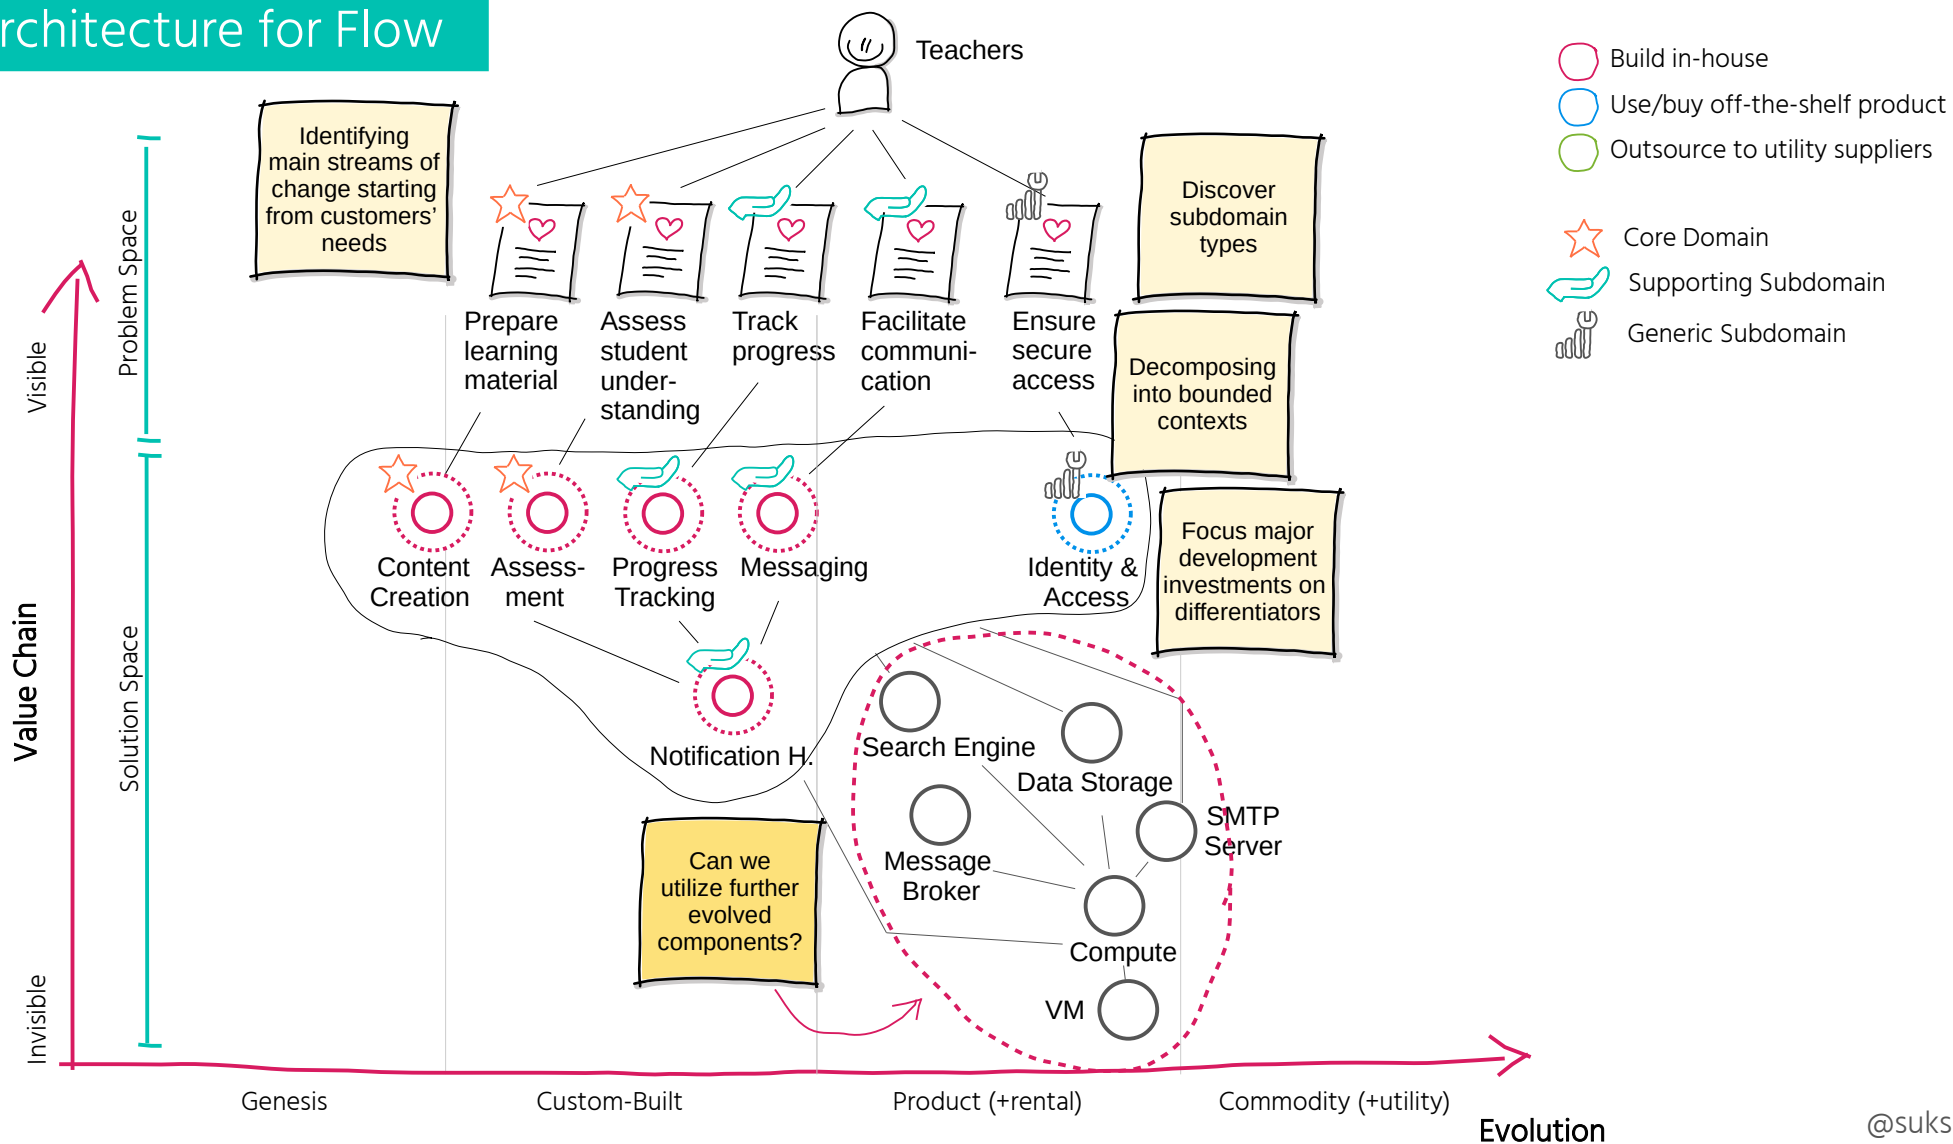 rchitecture for Flow
Teachers
Build in-house
Use/buy off-the-shelf product
Outsource to utility suppliers
Core Domain
Supporting Subdomain
Generic Subdomain
Identifying
main streams of
change starting
from customers'
needs
Discover
subdomain
types
Problem Space
Visible
Prepare
learning
material
Assess
student
under-
standing
Track
progress
Facilitate
communi-
cation
Ensure
secure
access
Decomposing
into bounded
contexts
Focus major
development
investments on
differentiators
Value Chain
Solution Space
Invisible
Content
Creation
Assess-
ment
Progress
Tracking
Messaging
Identity &
Access
Notification H.
Search Engine
Data Storage
SMTP
Server
Message
Broker
Compute
VM
Can we
utilize further
evolved
components?
Genesis
Custom-Built
Product (+rental)
Commodity (+utility)
Evolution
@suks